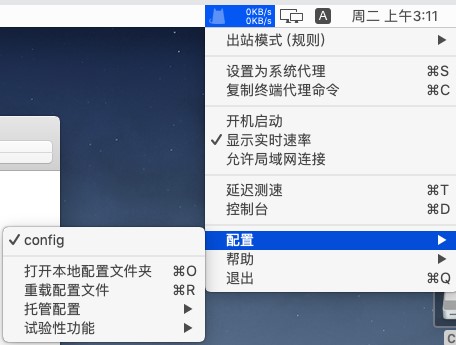 0KB/s
0KB/s
A
周二 上午3:11
出站模式 (规则)
设置为系统代理 ⌘S
复制终端代理命令 ⌘C
开机启动
✓ 显示实时速率
允许局域网连接
延迟测速 ⌘T
控制台 ⌘D
配置
帮助
退出 ⌘Q
✓ config
打开本地配置文件夹 ⌘O
重载配置文件 ⌘R
托管配置
试验性功能